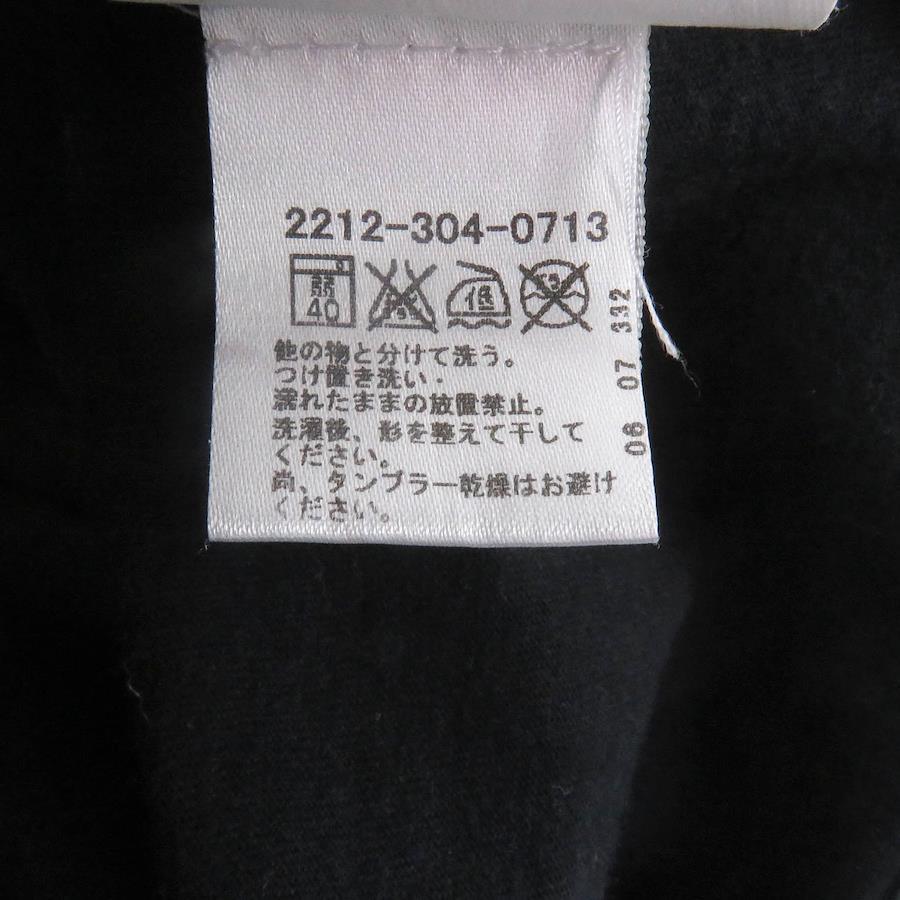 2212-304-0713
弱
40
低
他の物と分けて洗う。
つけ置き洗い・
濡れたままの放置禁止。
洗濯後、形を整えて干して
ください。
尚、タンブラー乾燥はお避け
ください。
06 07 332